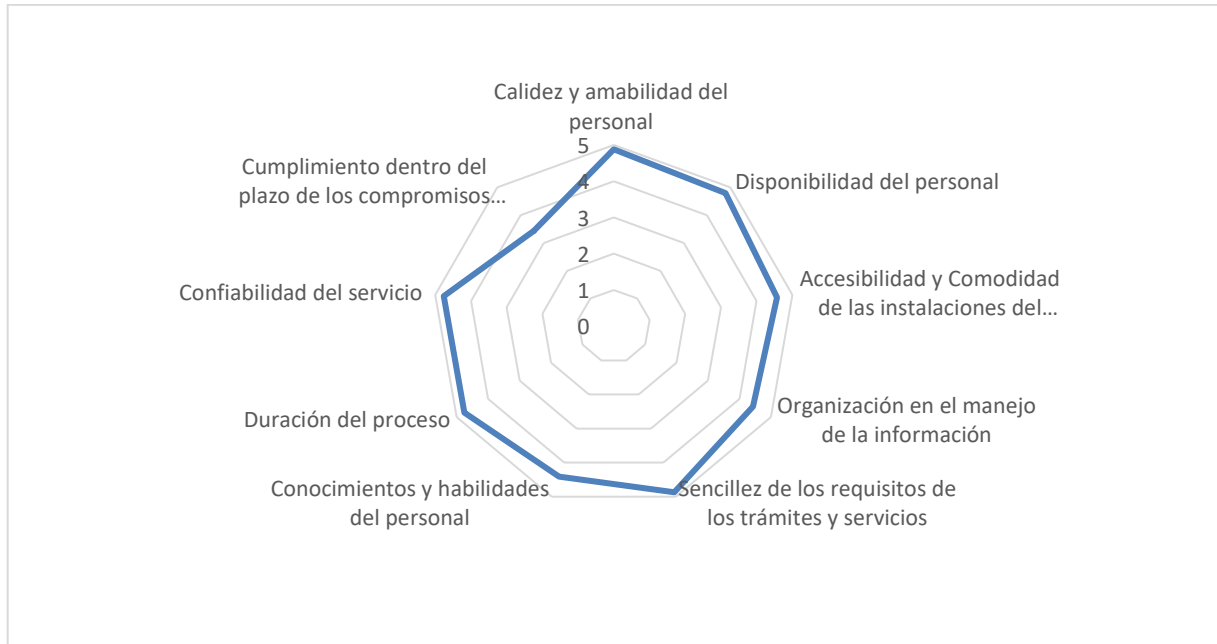 Calidez y amabilidad del
personal
Disponibilidad del personal
Accesibilidad y Comodidad
de las instalaciones del...
Organización en el manejo
de la información
Sencillez de los requisitos de
los trámites y servicios
Conocimientos y habilidades
del personal
Duración del proceso
Confiabilidad del servicio
Cumplimiento dentro del
plazo de los compromisos...
5
4
3
2
1
0